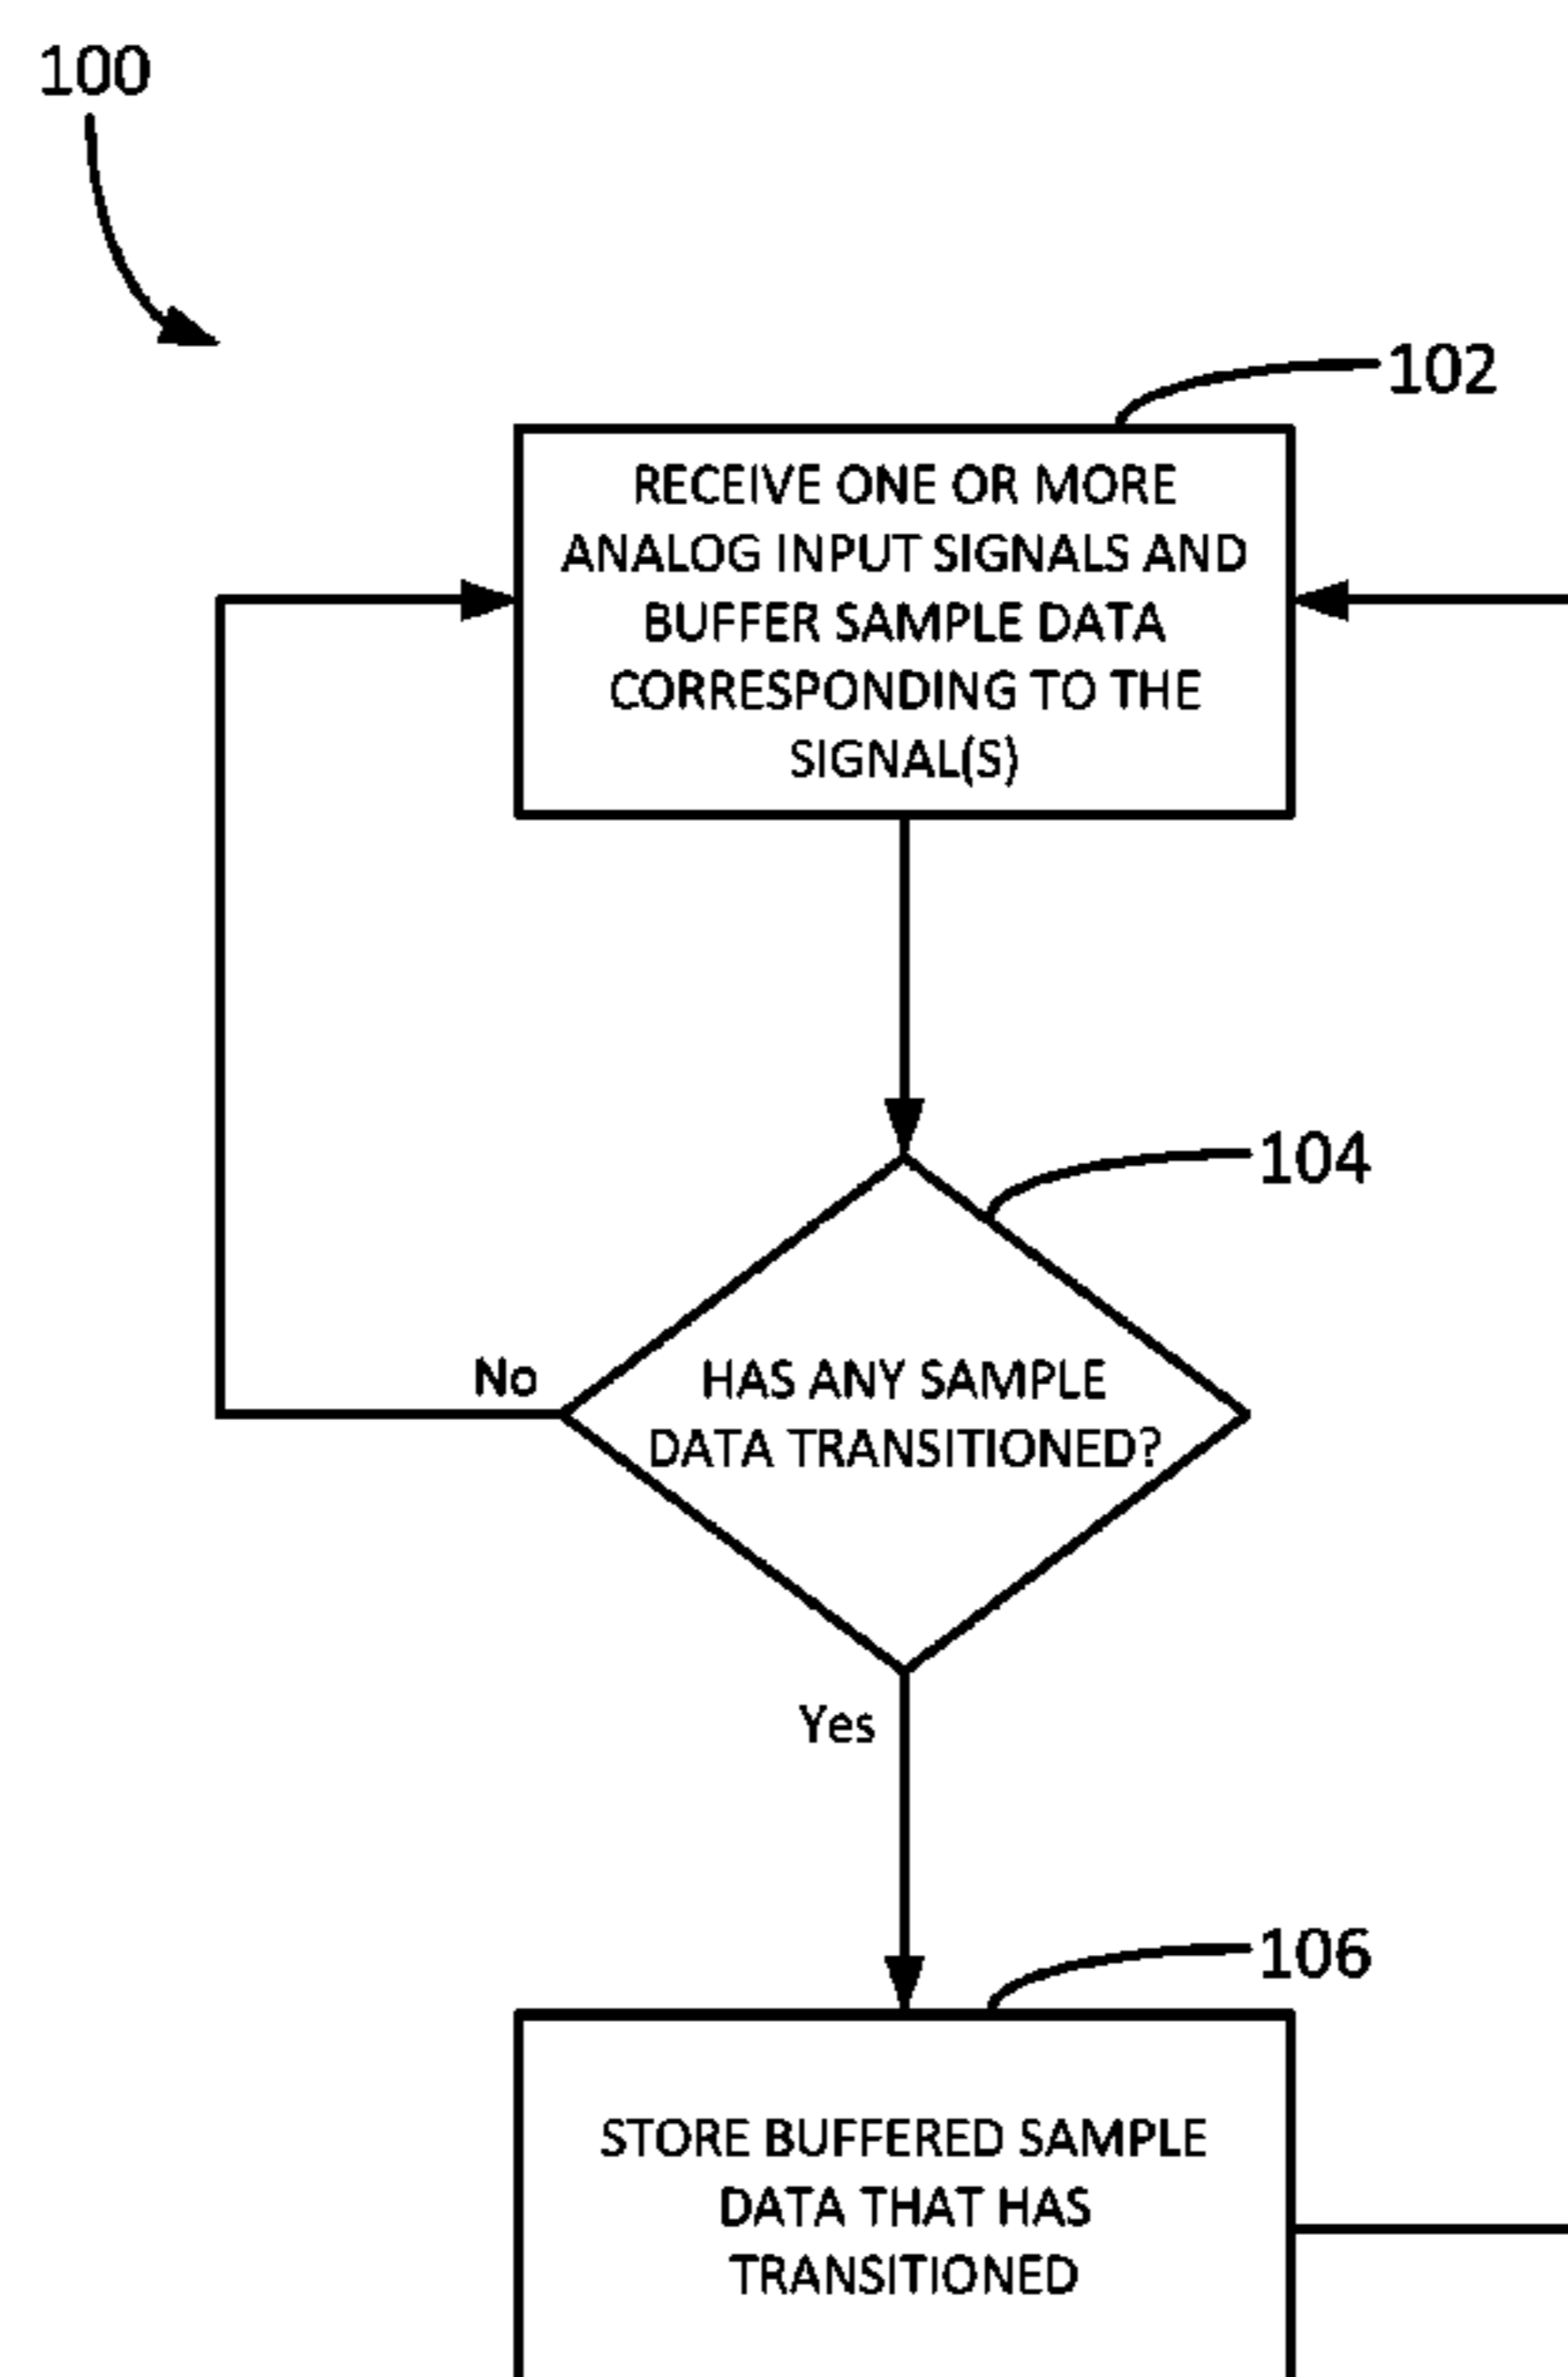 100
102
RECEIVE ONE OR MORE
ANALOG INPUT SIGNALS AND
BUFFER SAMPLE DATA
CORRESPONDING TO THE
SIGNAL(S)
104
No
HAS ANY SAMPLE
DATA TRANSITIONED?
Yes
106
STORE BUFFERED SAMPLE
DATA THAT HAS
TRANSITIONED